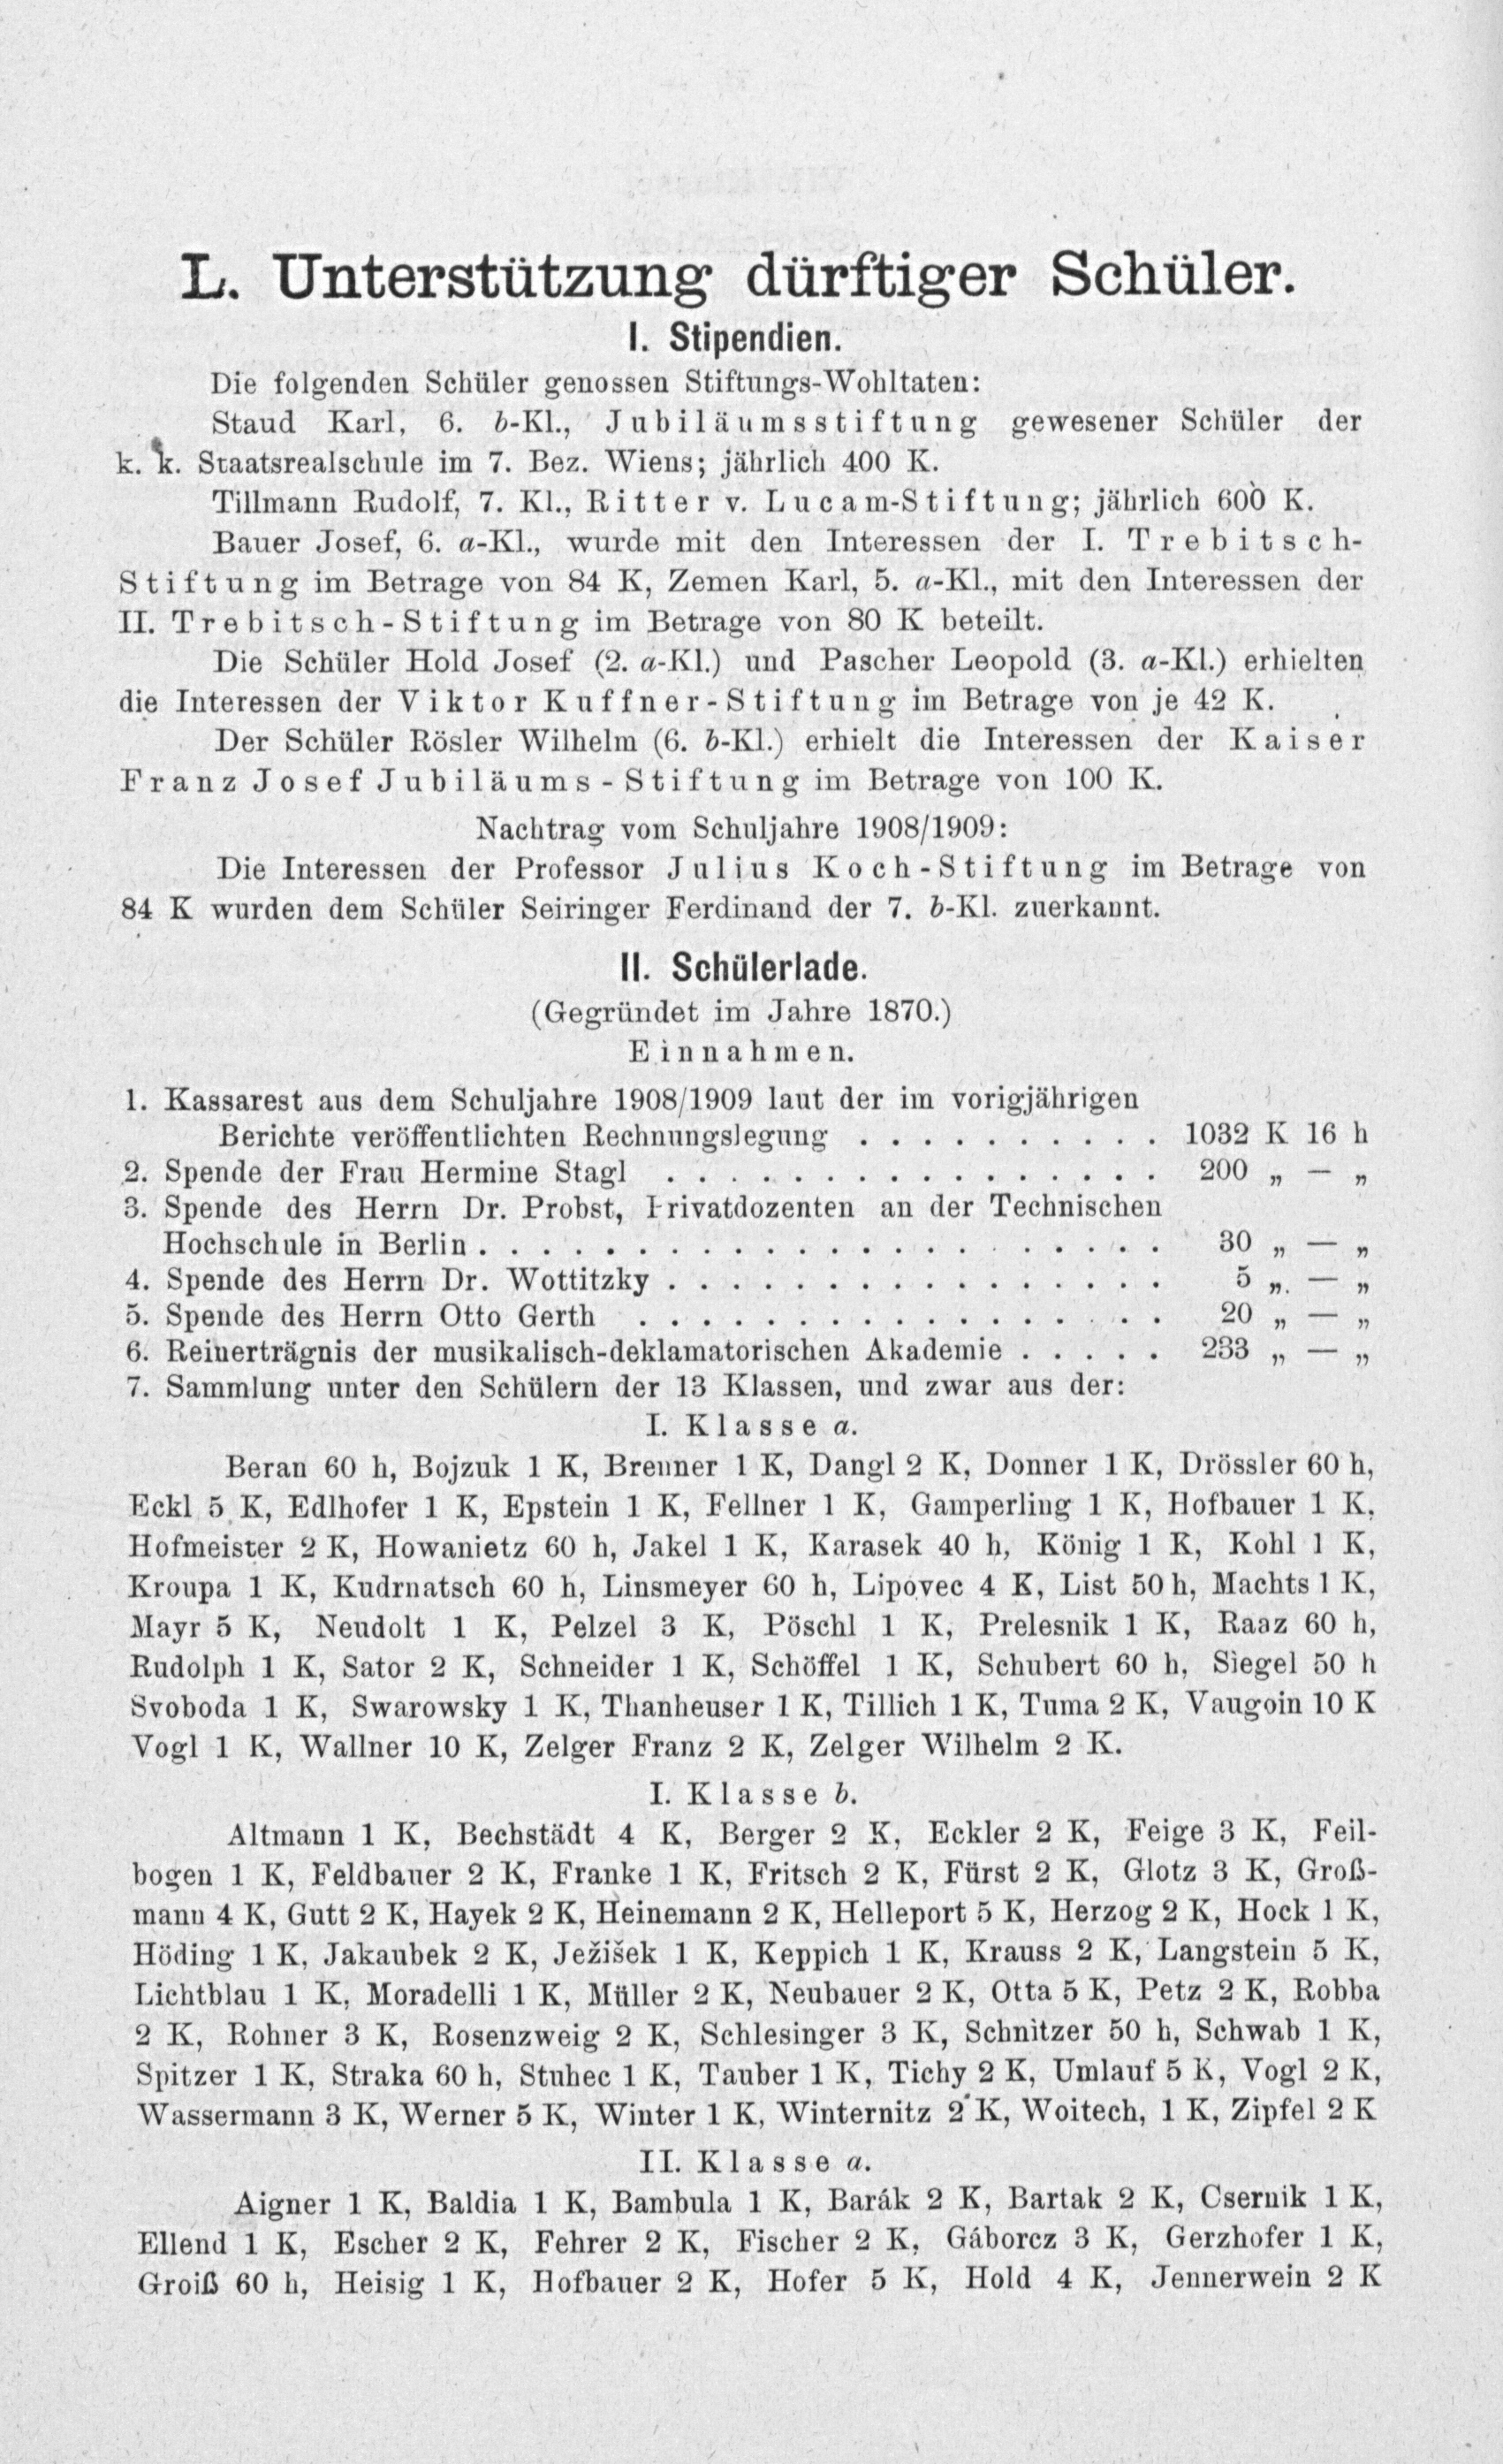 L. Unterstützung dürftiger Schüler.
I. Stipendien.
Die folgenden Schüler genossen Stiftungs-Wohltaten:
Staud Karl, 6. b-Kl., Jubiläumsstiftung gewesener Schüler der
k. k. Staatsrealschule im 7. Bez. Wiens; jährlich 400 K.
Tillmann Rudolf, 7. Kl., Ritter v. Lucam-Stiftung; jährlich 600 K.
Bauer Josef, 6. a-Kl., wurde mit den Interessen der I. Trebitsch-
Stiftung im Betrage von 84 K, Zemen Karl, 5. a-Kl., mit den Interessen der
II. Trebitsch-Stiftung im Betrage von 80 K beteilt.
Die Schüler Hold Josef (2. a-Kl.) und Pascher Leopold (3. a-Kl.) erhielten
die Interessen der Viktor Kuffner-Stiftung im Betrage von je 42 K.
Der Schüler Rösler Wilhelm (6. b-Kl.) erhielt die Interessen der Kaiser
Franz Josef Jubiläums-Stiftung im Betrage von 100 K.
Nachtrag vom Schuljahre 1908/1909:
Die Interessen der Professor Julius Koch-Stiftung im Betrage von
84 K wurden dem Schüler Seiringer Ferdinand der 7. b-Kl. zuerkannt.
II. Schülerlade.
(Gegründet im Jahre 1870.)
Einnahmen.
1. Kassarest aus dem Schuljahre 1908/1909 laut der im vorigjährigen
Berichte veröffentlichten Rechnungslegung . . . . . . . . . . 1032 K 16 h
2. Spende der Frau Hermine Stagl . . . . . . . . . . . . . . . . 200 „ — „
3. Spende des Herrn Dr. Probst, Privatdozenten an der Technischen
Hochschule in Berlin . . . . . . . . . . . . . . . . . . . . . . 30 „ — „
4. Spende des Herrn Dr. Wottitzky . . . . . . . . . . . . . . . . 5 „ — „
5. Spende des Herrn Otto Gerth . . . . . . . . . . . . . . . . . 20 „ — „
6. Reinerträgnis der musikalisch-deklamatorischen Akademie . . . . . 233 „ — „
7. Sammlung unter den Schülern der 13 Klassen, und zwar aus der:
I. Klasse a.
Beran 60 h, Bojzuk 1 K, Brenner 1 K, Dangl 2 K, Donner 1 K, Drössler 60 h,
Eckl 5 K, Edlhofer 1 K, Epstein 1 K, Fellner 1 K, Gamperling 1 K, Hofbauer 1 K,
Hofmeister 2 K, Howanietz 60 h, Jakel 1 K, Karasek 40 h, König 1 K, Kohl 1 K,
Kroupa 1 K, Kudrnatsch 60 h, Linsmeyer 60 h, Lipovec 4 K, List 50 h, Machts 1 K,
Mayr 5 K, Neudolt 1 K, Pelzel 3 K, Pöschl 1 K, Prelesnik 1 K, Raaz 60 h,
Rudolph 1 K, Sator 2 K, Schneider 1 K, Schöffel 1 K, Schubert 60 h, Siegel 50 h
Svoboda 1 K, Swarowsky 1 K, Thanheuser 1 K, Tillich 1 K, Tuma 2 K, Vaugoin 10 K
Vogl 1 K, Wallner 10 K, Zelger Franz 2 K, Zelger Wilhelm 2 K.
I. Klasse b.
Altmann 1 K, Bechstädt 4 K, Berger 2 K, Eckler 2 K, Feige 3 K, Feil-
bogen 1 K, Feldbauer 2 K, Franke 1 K, Fritsch 2 K, Fürst 2 K, Glotz 3 K, Groß-
mann 4 K, Gutt 2 K, Hayek 2 K, Heinemann 2 K, Helleport 5 K, Herzog 2 K, Hock 1 K,
Höding 1 K, Jakaubek 2 K, Ježišek 1 K, Keppich 1 K, Krauss 2 K, Langstein 5 K,
Lichtblau 1 K, Moradelli 1 K, Müller 2 K, Neubauer 2 K, Otta 5 K, Petz 2 K, Robba
2 K, Rohner 3 K, Rosenzweig 2 K, Schlesinger 3 K, Schnitzer 50 h, Schwab 1 K,
Spitzer 1 K, Straka 60 h, Stuhec 1 K, Tauber 1 K, Tichy 2 K, Umlauf 5 K, Vogl 2 K,
Wassermann 3 K, Werner 5 K, Winter 1 K, Winternitz 2 K, Woitech, 1 K, Zipfel 2 K
II. Klasse a.
Aigner 1 K, Baldia 1 K, Bambula 1 K, Barák 2 K, Bartak 2 K, Csernik 1 K,
Ellend 1 K, Escher 2 K, Fehrer 2 K, Fischer 2 K, Gáborcz 3 K, Gerzhofer 1 K,
Groiß 60 h, Heisig 1 K, Hofbauer 2 K, Hofer 5 K, Hold 4 K, Jennerwein 2 K